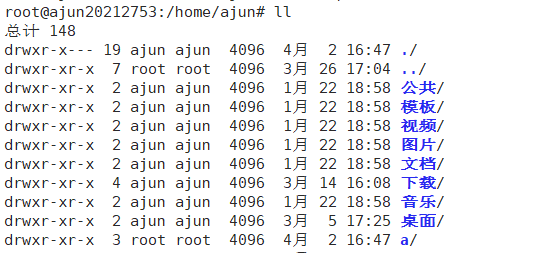 root@ajun20212753:/home/ajun# ll
总计 148
drwxr-x--- 19 ajun ajun  4096  4月   2 16:47 ./
drwxr-xr-x  7 root root  4096  3月  26 17:04 ../
drwxr-xr-x  2 ajun ajun  4096  1月  22 18:58 公共/
drwxr-xr-x  2 ajun ajun  4096  1月  22 18:58 模板/
drwxr-xr-x  2 ajun ajun  4096  1月  22 18:58 视频/
drwxr-xr-x  2 ajun ajun  4096  1月  22 18:58 图片/
drwxr-xr-x  2 ajun ajun  4096  1月  22 18:58 文档/
drwxr-xr-x  4 ajun ajun  4096  3月  14 16:08 下载/
drwxr-xr-x  2 ajun ajun  4096  1月  22 18:58 音乐/
drwxr-xr-x  2 ajun ajun  4096  3月   5 17:25 桌面/
drwxr-xr-x  3 root root  4096  4月   2 16:47 a/